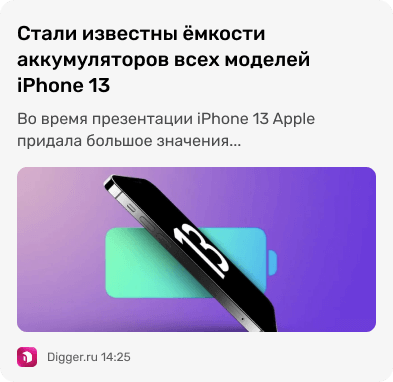 Стали известны ёмкости
аккумуляторов всех моделей
iPhone 13
Во время презентации iPhone 13 Apple
придала большое значения...
13
Digger.ru 14:25